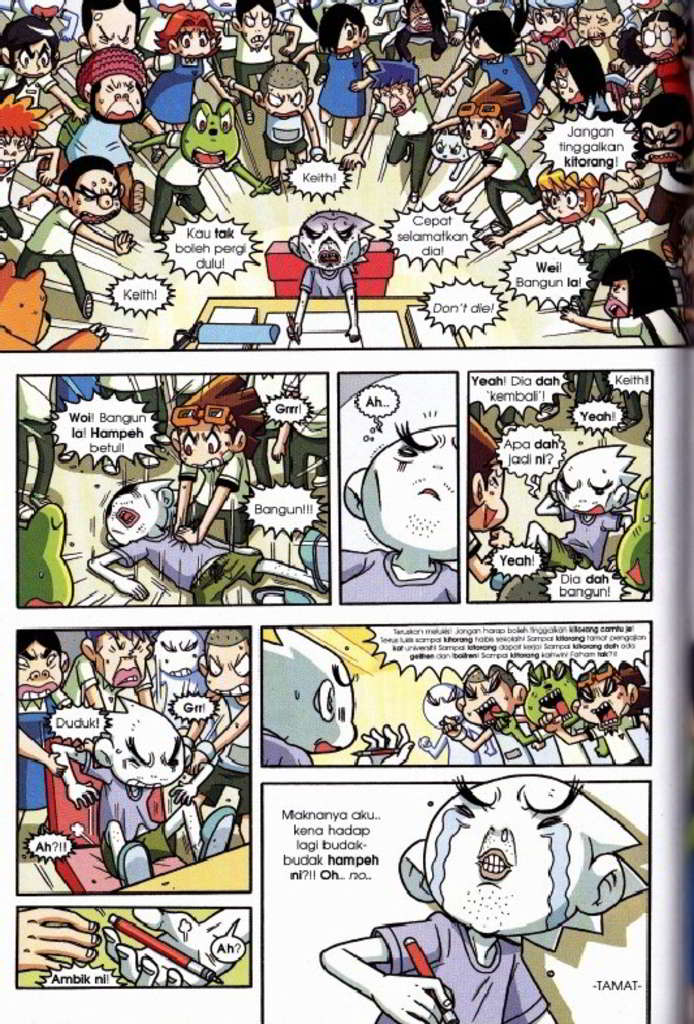 Jangan
tinggalkan
kitorang!
Keith!
Kau tak
boleh pergi
dulu!
Cepat
selamatkan
dia!
Wei!
Bangun la!
Keith!
Don't die!
Woi! Bangun
la! Hampeh
betul!
Grrr!
Bangun!!!
Ah...
Yeah! Dia dah
'kembali'!
Keith!
Yeah!
Apa dah
jadi ni?
Yeah!
Dia dah
bangun!
Duduk!
Grr!
Ah?!!
Teruskan melukis! Jangan harap boleh tinggalkan kitorang camtu je!
Terus lukis sampai kitorang habis sekolah! Sampai kitorang tamat pengajian
kat universiti! Sampai kitorang dapat kerja! Sampai kitorang dah ada
dan
Sampai kitorang kahwin! Faham
tak?!!
Ambik ni!
Ah?
Maknanya aku..
kena hadap
budak-
budak hampeh
ni?!! Oh.. no..
-TAMAT-